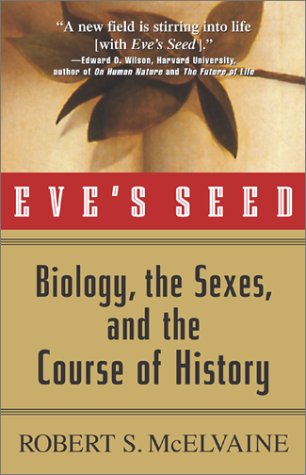 “A new field is stirring into life
[with Eve's Seed].”
—Edward O. Wilson, Harvard University,
author of On Human Nature and The Future of Life
EVE'S SEED
Biology, the Sexes,
and the
Course of History
ROBERT S. McELVAINE